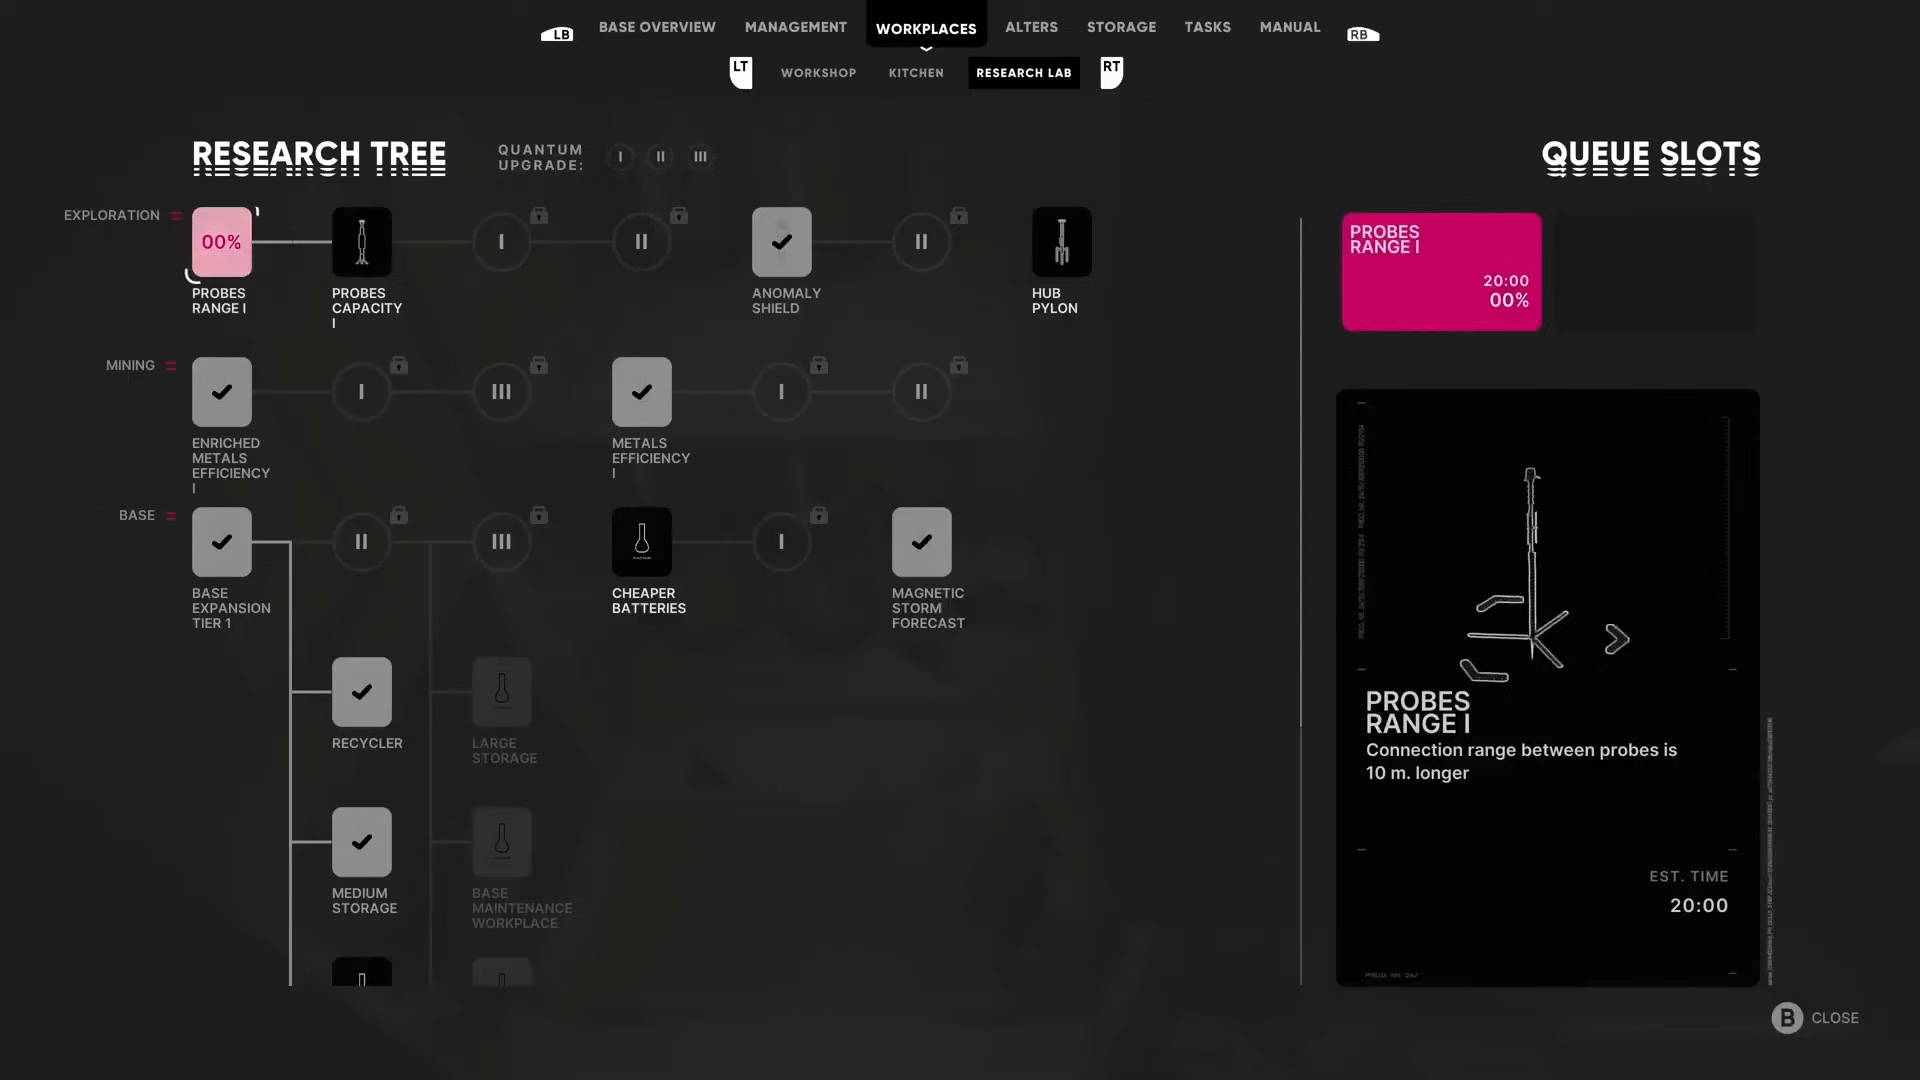 LB
BASE OVERVIEW
MANAGEMENT
WORKPLACES
ALTERS
STORAGE
TASKS
MANUAL
RB
LT
WORKSHOP
KITCHEN
RESEARCH LAB
RT
RESEARCH TREE
QUANTUM
UPGRADE:
I
II
III
QUEUE SLOTS
EXPLORATION
00%
I
II
II
PROBES
RANGE I
PROBES
CAPACITY
I
ANOMALY
SHIELD
HUB
PYLON
PROBES
RANGE I
20:00
00%
MINING
I
III
I
II
ENRICHED
METALS
EFFICIENCY
I
METALS
EFFICIENCY
I
BASE
II
III
I
BASE
EXPANSION
TIER 1
CHEAPER
BATTERIES
MAGNETIC
STORM
FORECAST
RECYCLER
LARGE
STORAGE
MEDIUM
STORAGE
BASE
MAINTENANCE
WORKPLACE
PROBES
RANGE I
Connection range between probes is
10 m. longer
EST. TIME
20:00
PROD. NR 24/
B CLOSE